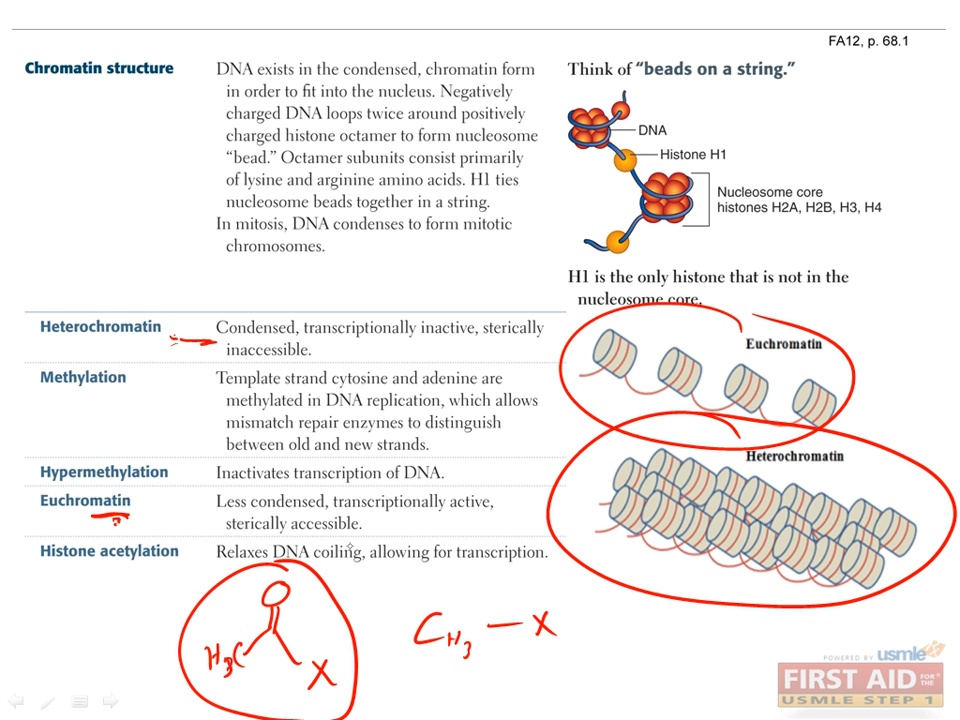 FA12, p. 68.1
Chromatin structure
DNA exists in the condensed, chromatin form
in order to fit into the nucleus. Negatively
charged DNA loops twice around positively
charged histone octamer to form nucleosome
“bead.” Octamer subunits consist primarily
of lysine and arginine amino acids. H1 ties
nucleosome beads together in a string.
In mitosis, DNA condenses to form mitotic
chromosomes.
Think of “beads on a string.”
DNA
Histone H1
Nucleosome core
histones H2A, H2B, H3, H4
H1 is the only histone that is not in the
nucleosome core.
Heterochromatin
Condensed, transcriptionally inactive, sterically
inaccessible.
Methylation
Template strand cytosine and adenine are
methylated in DNA replication, which allows
mismatch repair enzymes to distinguish
between old and new strands.
Hypermethylation
Inactivates transcription of DNA.
Euchromatin
Less condensed, transcriptionally active,
sterically accessible.
Histone acetylation
Relaxes DNA coiling, allowing for transcription.
Euchromatin
Heterochromatin
O
H3C
X
CH3 — X
POWERED BY usmle
FIRST AID FOR THE
USMLE STEP 1